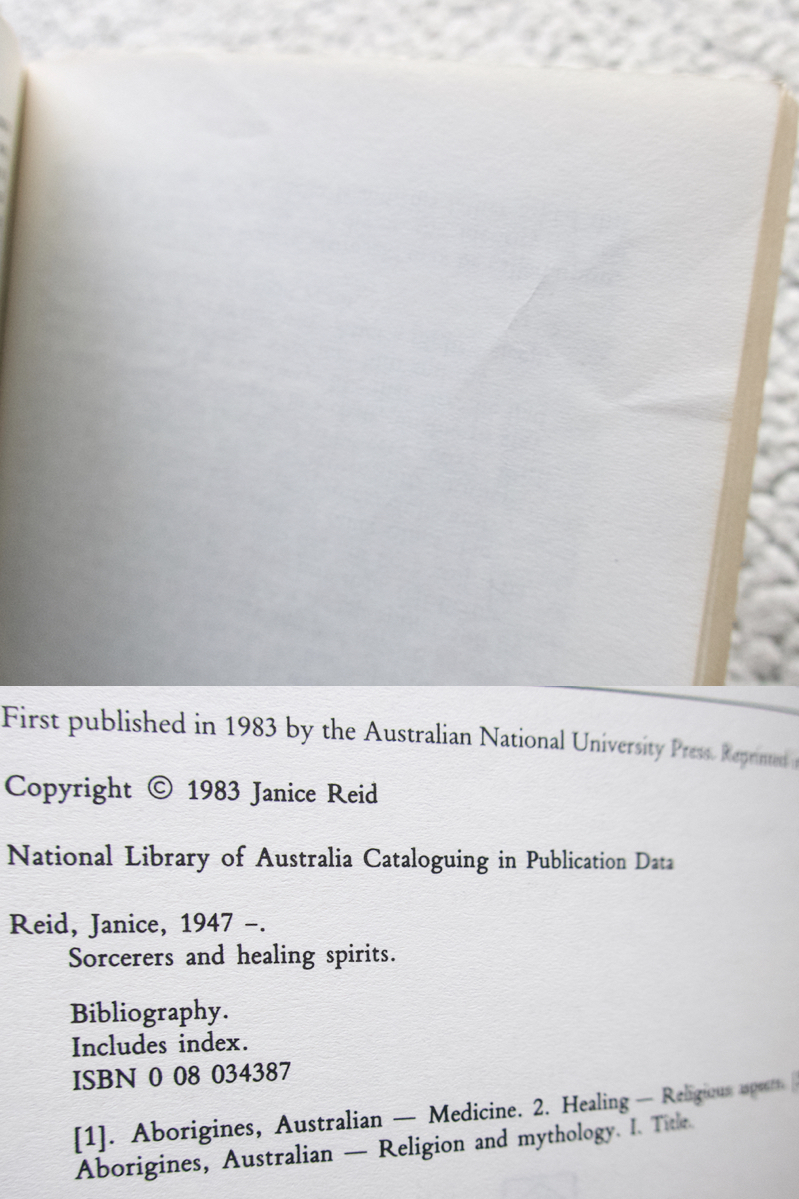 First published in 1983 by the Australian National University Press. Reprinted
Copyright © 1983 Janice Reid
National Library of Australia Cataloguing in Publication Data
Reid, Janice, 1947 –.
Sorcerers and healing spirits.
Bibliography.
Includes index.
ISBN 0 08 034387
[1]. Aborigines, Australian — Medicine. 2. Healing — Religious aspects.
Aborigines, Australian — Religion and mythology. I. Title.